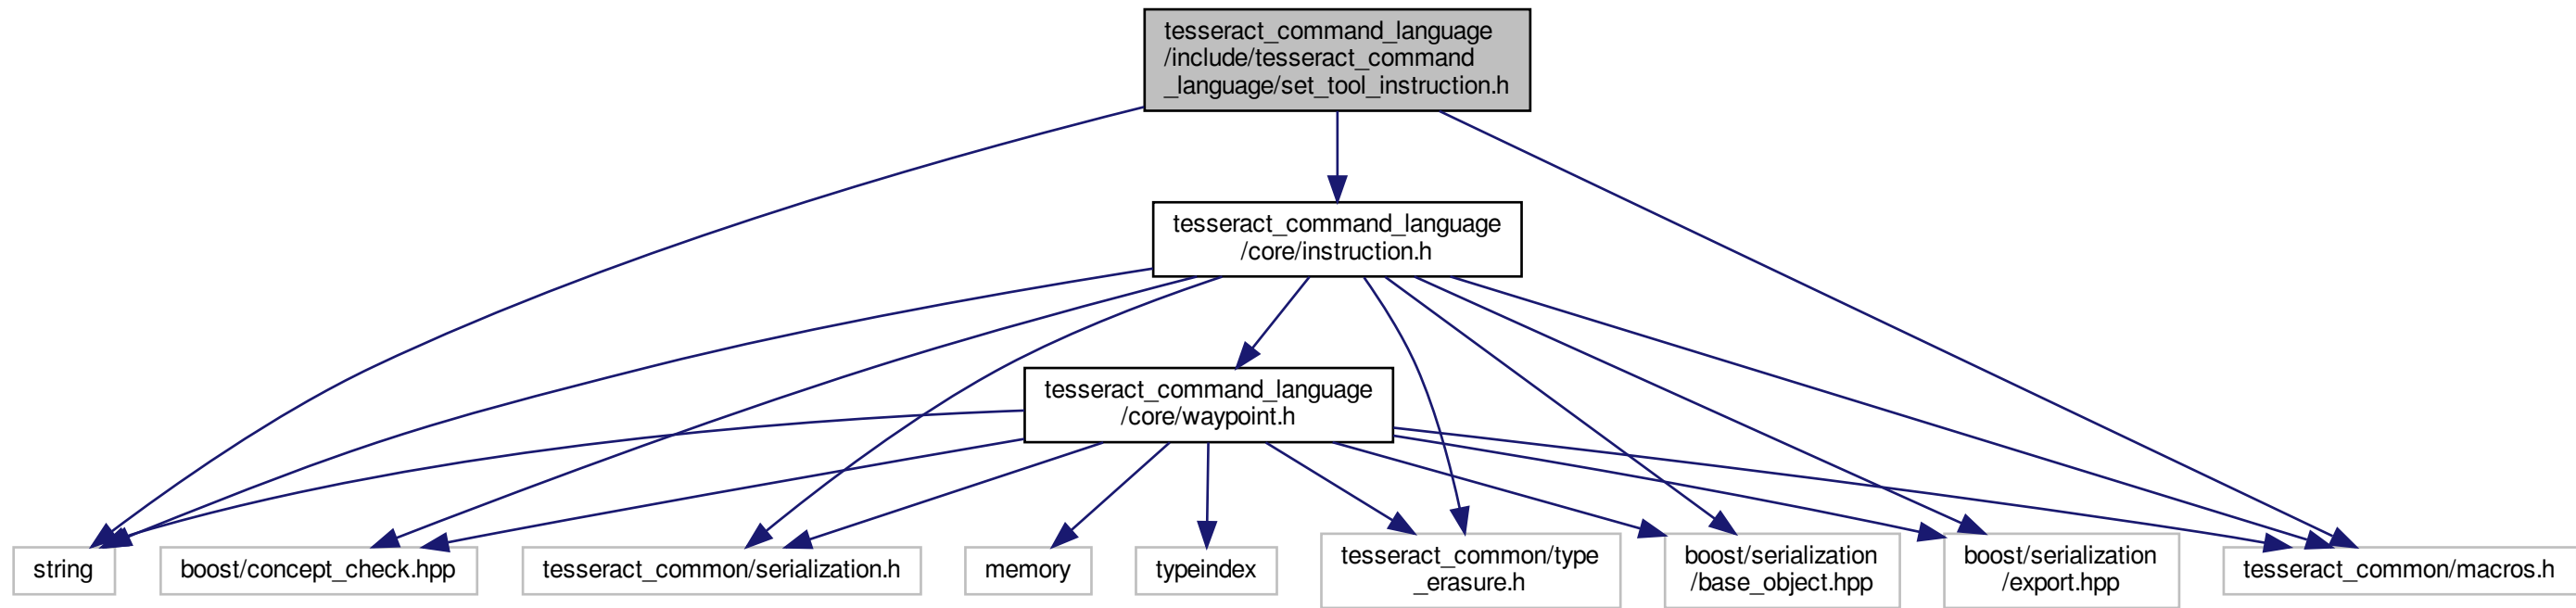 tesseract_command_language
/include/tesseract_command
_language/set_tool_instruction.h
tesseract_command_language
/core/instruction.h
tesseract_command_language
/core/waypoint.h
string
boost/concept_check.hpp
tesseract_common/serialization.h
memory
typeindex
tesseract_common/type
_erasure.h
boost/serialization
/base_object.hpp
boost/serialization
/export.hpp
tesseract_common/macros.h